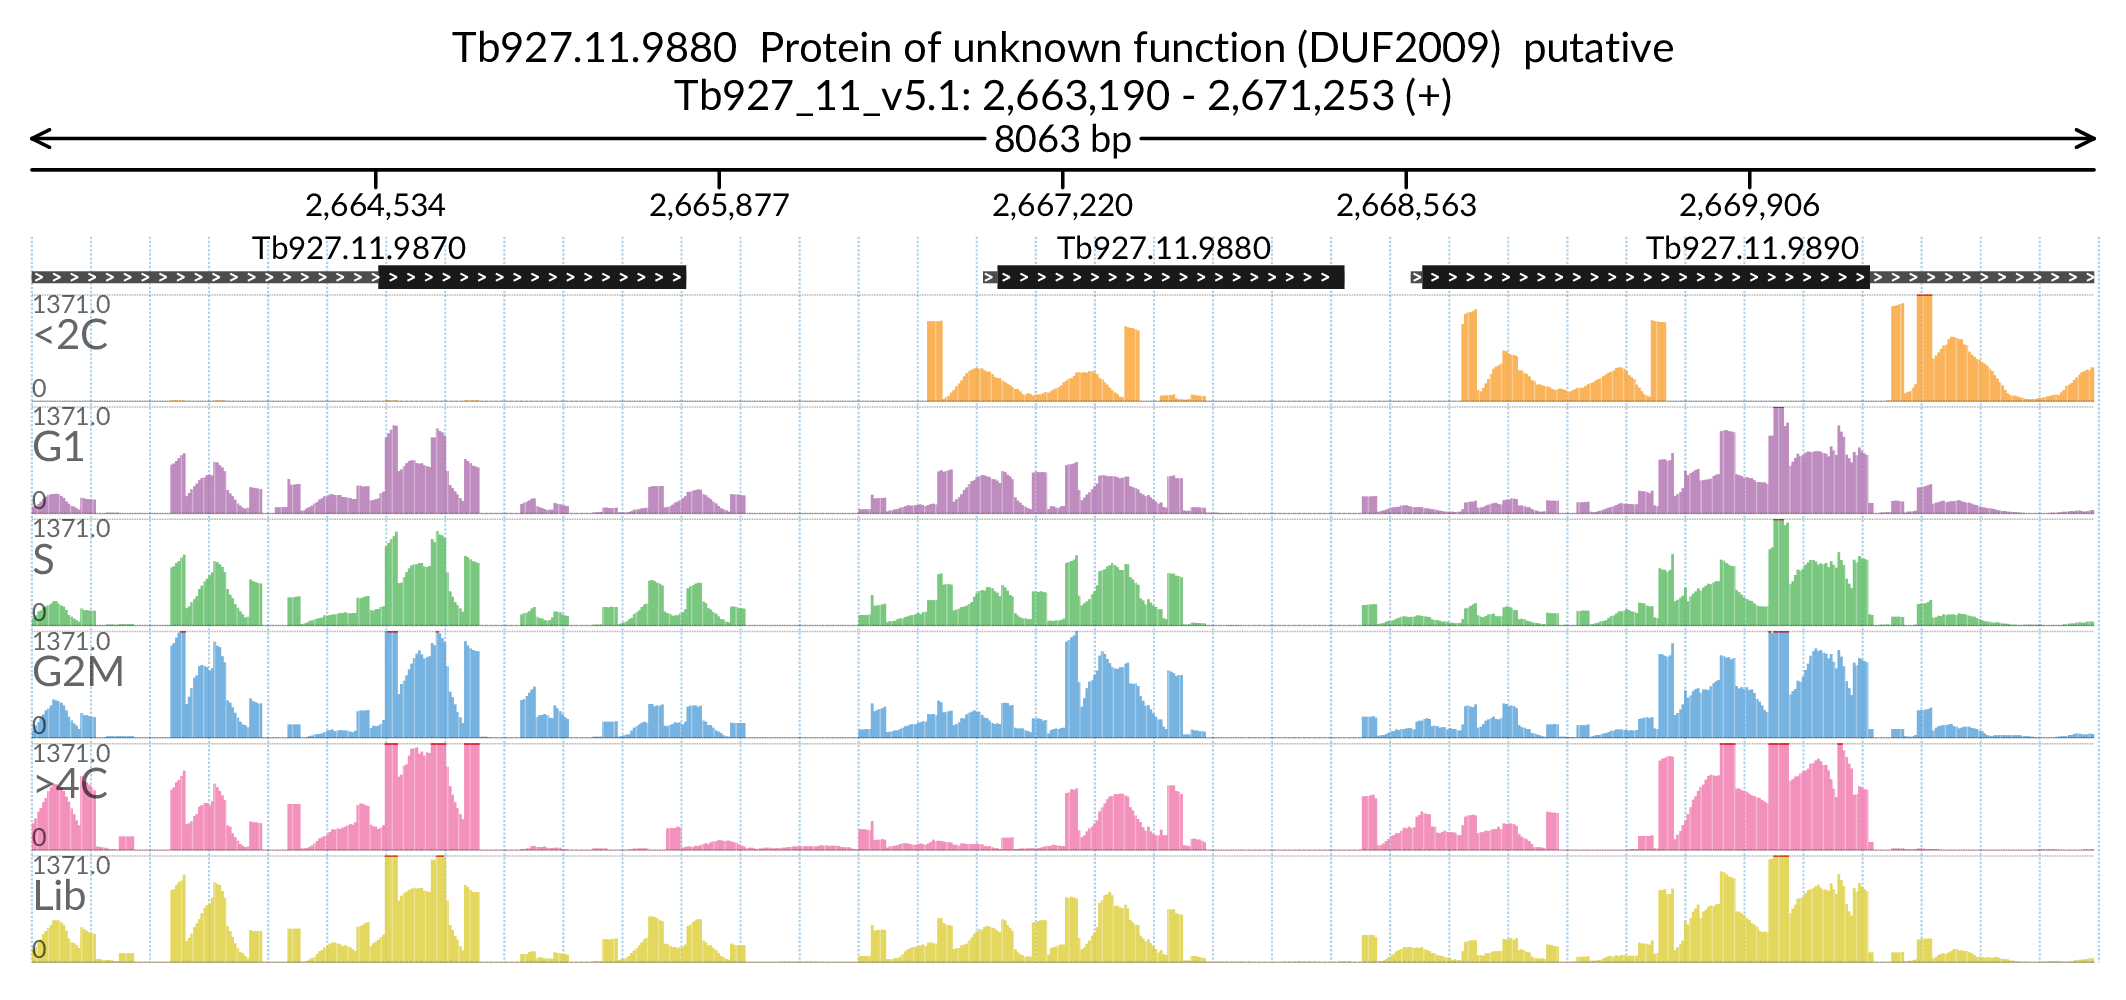 Tb927.11.9880  Protein of unknown function (DUF2009)  putative
Tb927_11_v5.1: 2,663,190 - 2,671,253 (+)
8063 bp
2,664,534 2,665,877 2,667,220 2,668,563 2,669,906
Tb927.11.9870 Tb927.11.9880 Tb927.11.9890
1371.0
<2C
0
1371.0
G1
0
1371.0
S
0
1371.0
G2M
0
1371.0
>4C
0
1371.0
Lib
0